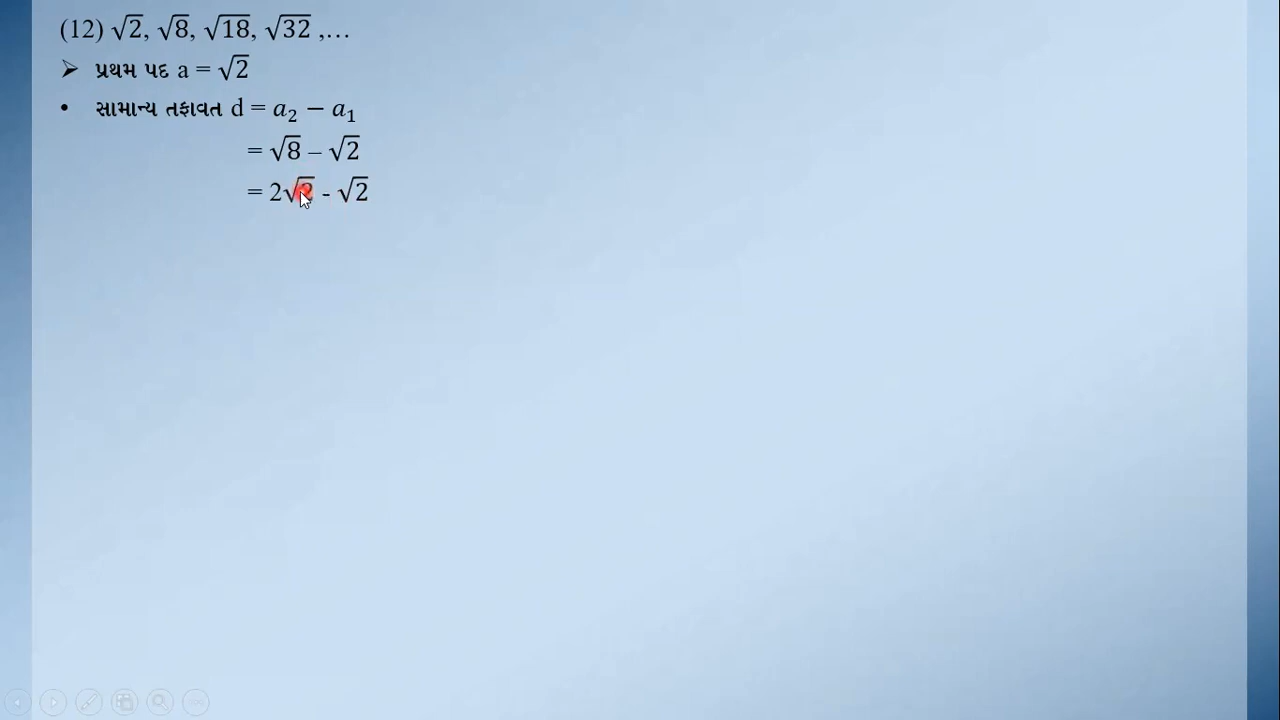 (12) √2, √8, √18, √32 ,…
➢ પ્રથમ પદ a = √2
• સામાન્ય તફાવત d = a₂ − a₁
= √8 – √2
= 2√2 - √2